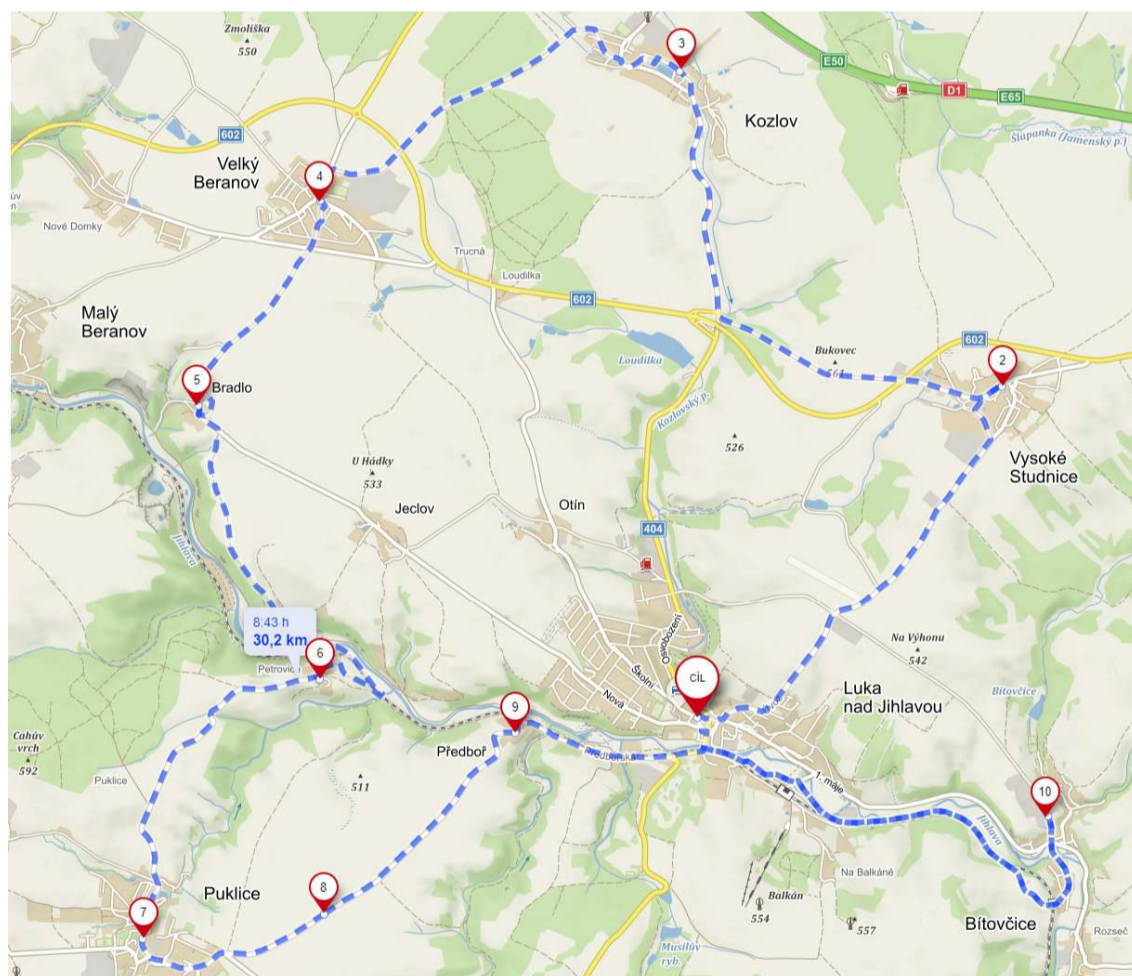 Zmolíška
550
3
E50
D1
E65
Kozlov
Šlapanka (Jamenský p.)
602
Velký
Beranov
4
Nové Domky
Trucná
Loudilka
602
Malý
Beranov
Loudilka
Bukovec
561
602
2
5
Bradlo
Kozlovský p.
526
Vysoké
Studnice
U Hádky
533
Jeclov
Otín
404
Jihlava
8:43 h
30,2 km
6
Osvobození
Školní
Nová
CÍL
Na Výhonu
542
Bítovčice
Luka
nad Jihlavou
9
Předboř
Předbořská
Cahův
vrch
592
Puklice
511
1. máje
10
Jihlava
Puklice
8
7
Na Balkáně
Balkán
554
557
Bítovčice
Rozseč
Musilův
ryb.